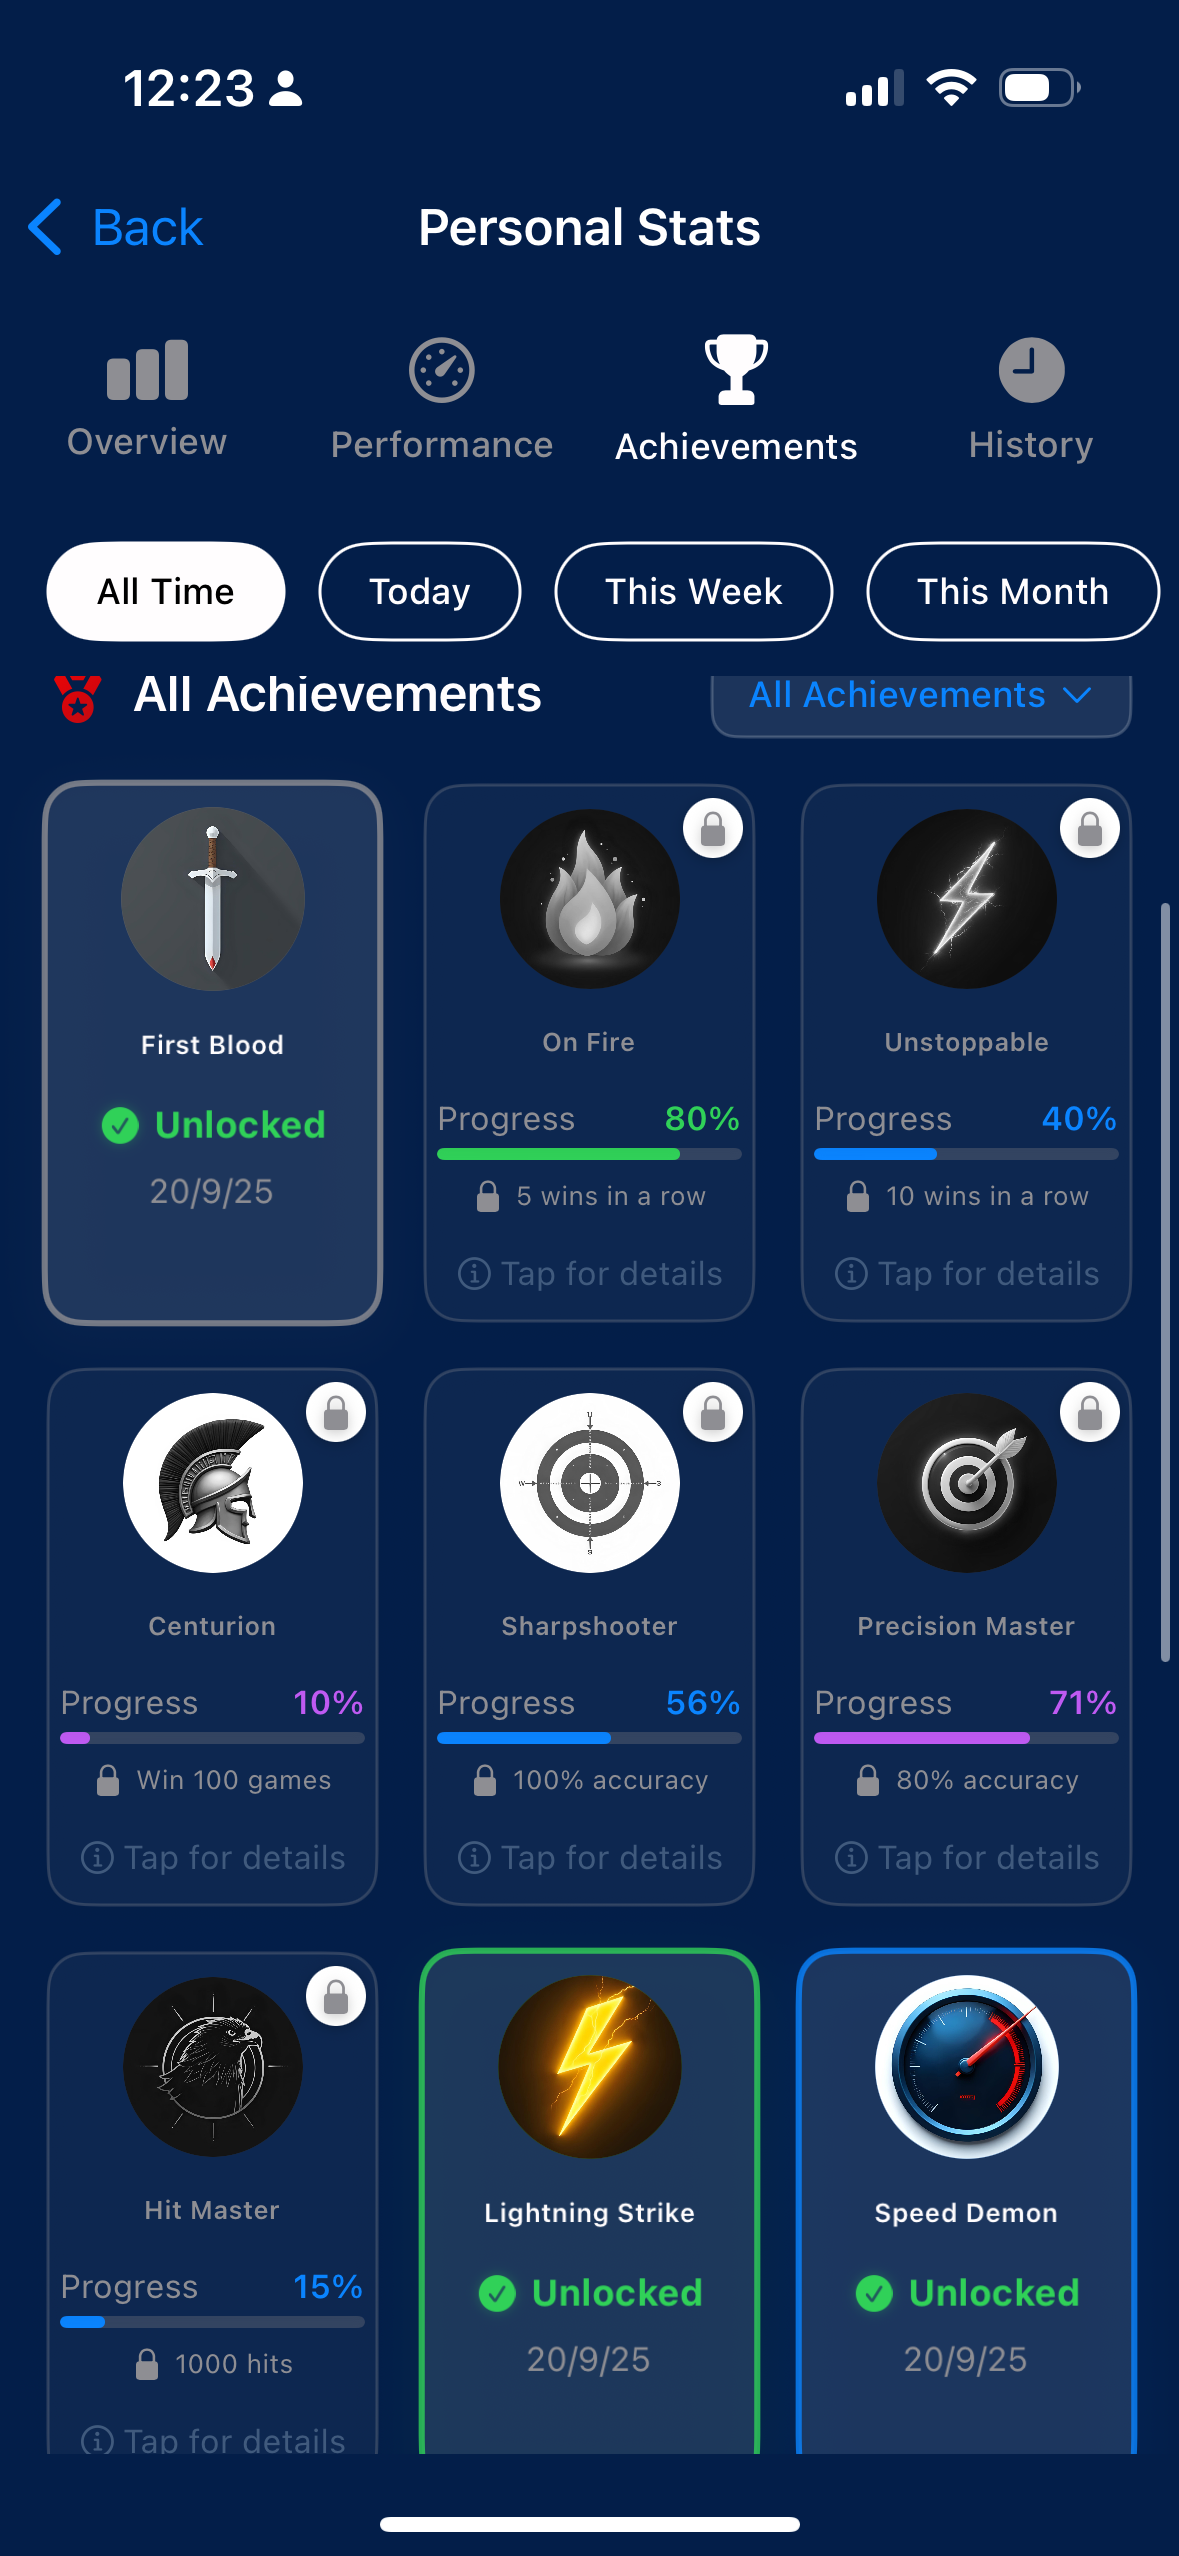 12:23
Back
Personal Stats
Overview
Performance
Achievements
History
All Time
Today
This Week
This Month
All Achievements
All Achievements
First Blood
Unlocked
20/9/25
On Fire
Progress 80%
5 wins in a row
Tap for details
Unstoppable
Progress 40%
10 wins in a row
Tap for details
Centurion
Progress 10%
Win 100 games
Tap for details
Sharpshooter
Progress 56%
100% accuracy
Tap for details
Precision Master
Progress 71%
80% accuracy
Tap for details
Hit Master
Progress 15%
1000 hits
Tap for details
Lightning Strike
Unlocked
20/9/25
Speed Demon
Unlocked
20/9/25